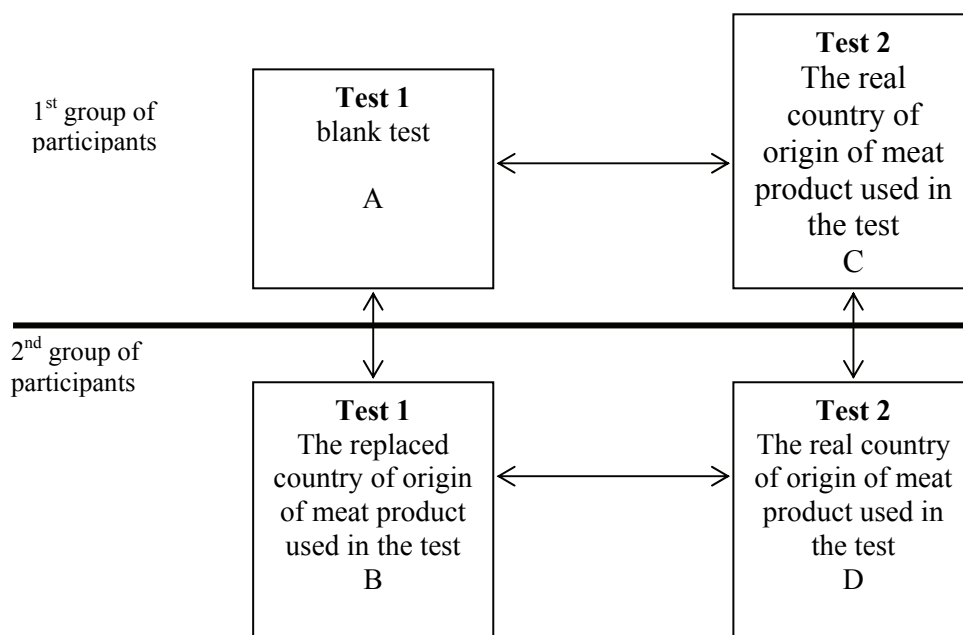 1st group of
participants
Test 1
blank test
A
Test 2
The real
country of
origin of meat
product used in
the test
C
2nd group of
participants
Test 1
The replaced
country of origin
of meat product
used in the test
B
Test 2
The real country
of origin of meat
product used in
the test
D